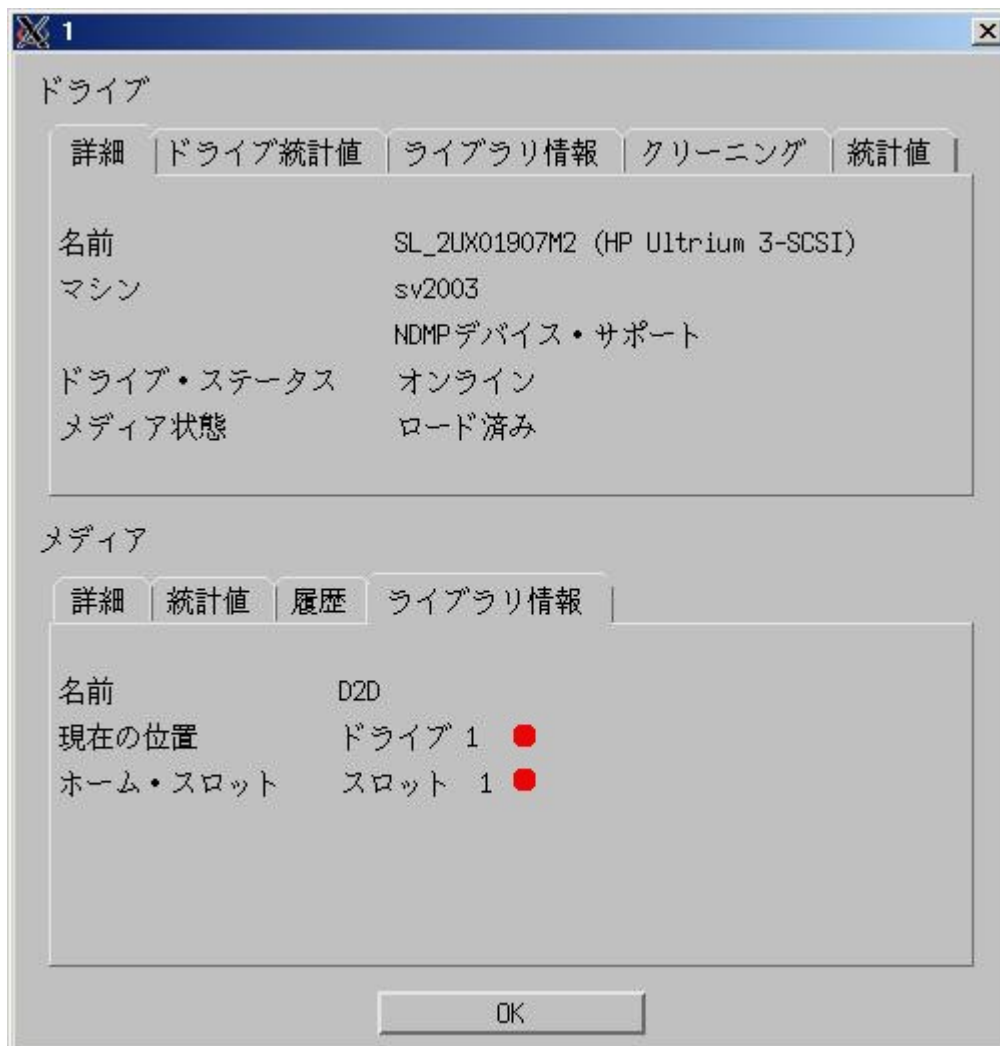 1
ドライブ
詳細 ドライブ統計値 ライブラリ情報 クリーニング 統計値
名前 SL_2UX01907M2 (HP Ultrium 3-SCSI)
マシン sv2003
NDMPデバイス・サポート
ドライブ・ステータス オンライン
メディア状態 ロード済み
メディア
詳細 統計値 履歴 ライブラリ情報
名前 D2D
現在の位置 ドライブ 1
ホーム・スロット スロット 1
OK